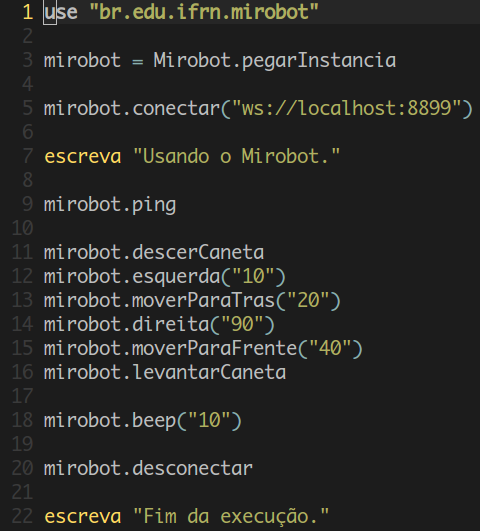 1 use "br.edu.ifrn.mirobot"
2
3 mirobot = Mirobot.pegarInstancia
4
5 mirobot.conectar("ws://localhost:8899")
6
7 escreva "Usando o Mirobot."
8
9 mirobot.ping
10
11 mirobot.descerCaneta
12 mirobot.esquerda("10")
13 mirobot.moverParaTras("20")
14 mirobot.direita("90")
15 mirobot.moverParaFrente("40")
16 mirobot.levantarCaneta
17
18 mirobot.beep("10")
19
20 mirobot.desconectar
21
22 escreva "Fim da execução."